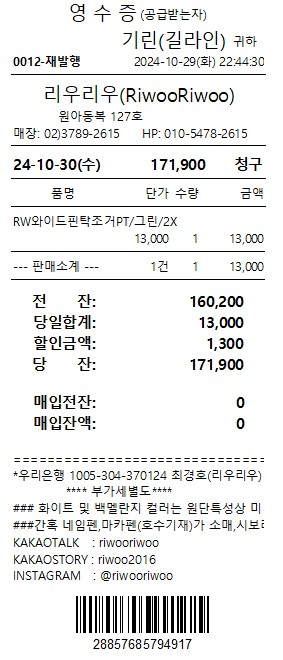 영 수 증 (공급받는자)
기린(길라인) 귀하
0012-재발행 2024-10-29(화) 22:44:30
리우리우(RiwooRiwoo)
원아동복 127호
매장: 02)3789-2615 HP: 010-5478-2615
24-10-30(수) 171,900 청구
품명 단가 수량 금액
RW와이드핀탁조거PT/그린/2X
13,000 1 13,000
--- 판매소계 --- 1건 1 13,000
전 잔: 160,200
당일합계: 13,000
할인금액: 1,300
당 잔: 171,900
매입전잔: 0
매입잔액: 0
================================
*우리은행 1005-304-370124 최경호(리우리우)
**** 부가세별도****
### 화이트 및 백멜란지 컬러는 원단특성상 미
###간혹 네임펜,마카펜(호수기재)가 소매,시보리
KAKAOTALK : riwooriwoo
KAKAOSTORY : riwoo2016
INSTAGRAM : @riwooriwoo
28857685794917